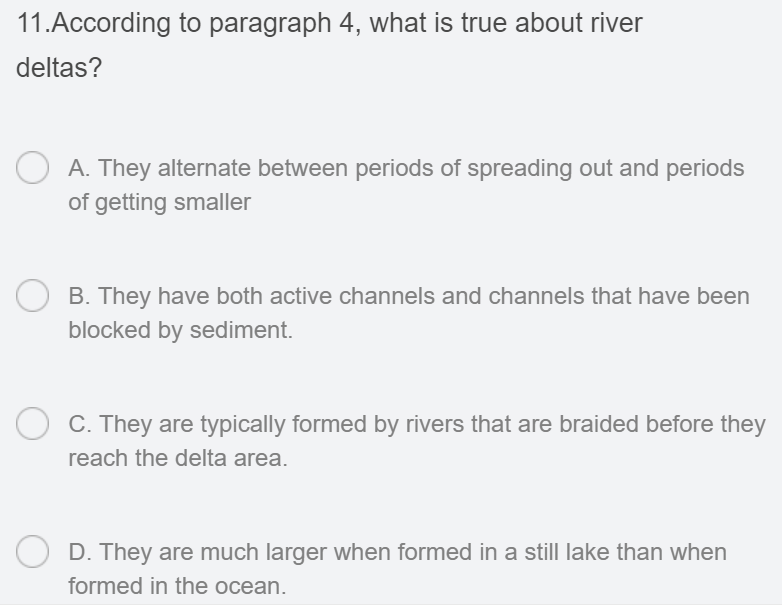 11.According to paragraph 4, what is true about river
deltas?
A. They alternate between periods of spreading out and periods
of getting smaller
B. They have both active channels and channels that have been
blocked by sediment.
C. They are typically formed by rivers that are braided before they
reach the delta area.
D. They are much larger when formed in a still lake than when
formed in the ocean.